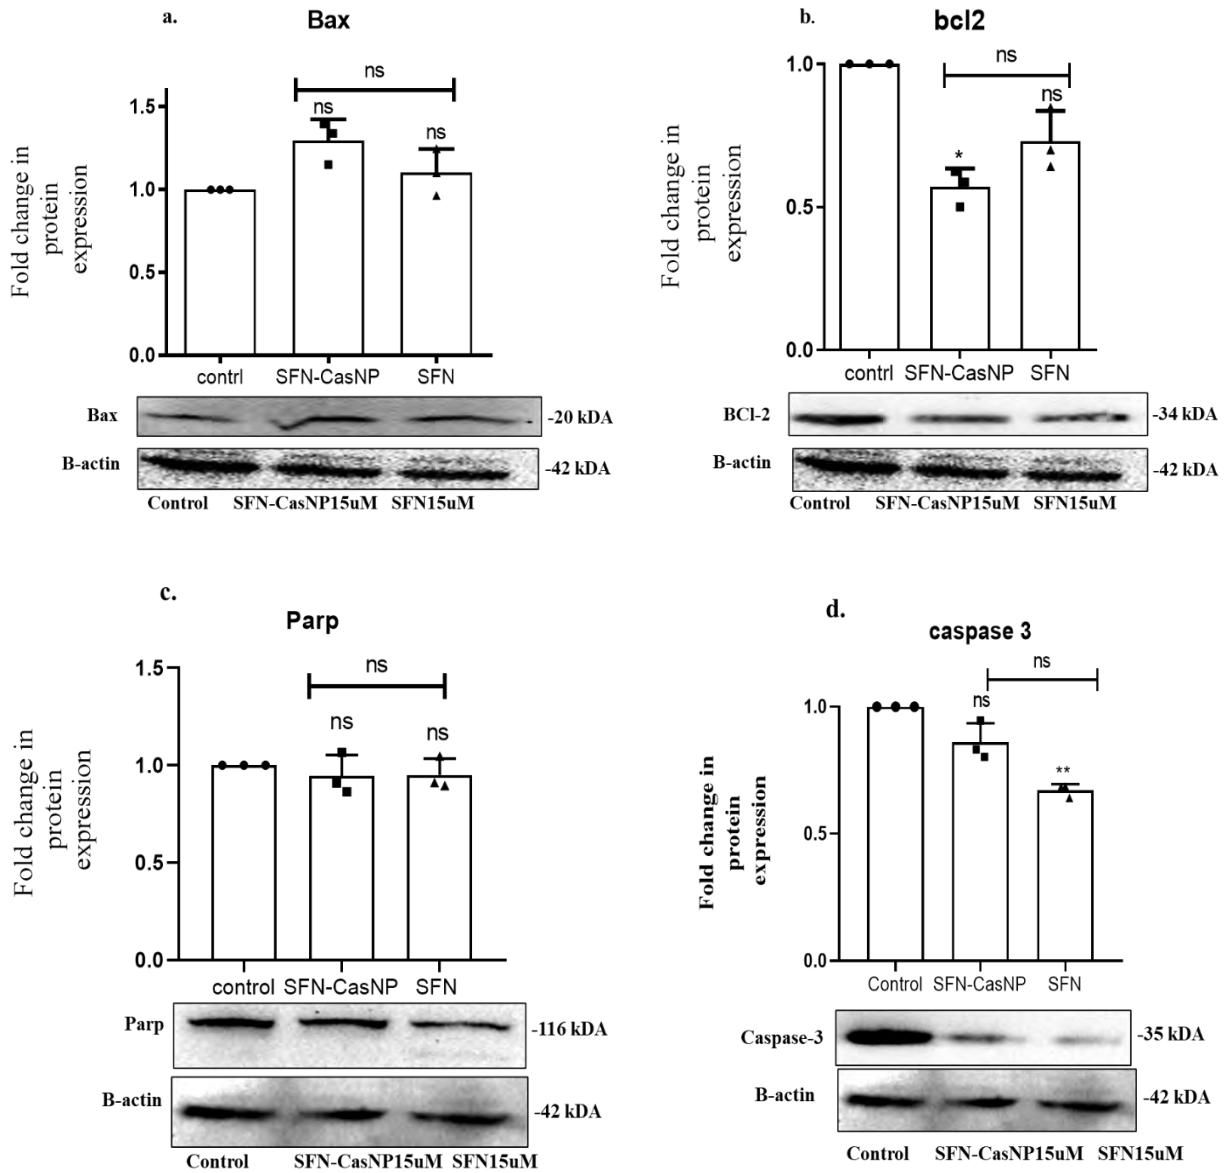 a.
Bax
ns
ns
ns
Fold change in
protein
expression
1.5
1.0
0.5
0.0
contrl SFN-CasNP SFN
Bax
-20 kDA
B-actin
-42 kDA
Control SFN-CasNP15uM SFN15uM
b.
bcl2
ns
ns
*
Fold change in
protein
expression
1.0
0.5
0.0
contrl SFN-CasNP SFN
BCl-2
-34 kDA
B-actin
-42 kDA
Control SFN-CasNP15uM SFN15uM
c.
Parp
ns
ns
ns
Fold change in
protein
expression
1.5
1.0
0.5
0.0
control SFN-CasNP SFN
Parp
-116 kDA
B-actin
-42 kDA
Control SFN-CasNP15uM SFN15uM
d.
caspase 3
ns
ns
**
Fold change in
protein
expression
1.0
0.5
0.0
Control SFN-CasNP SFN
Caspase-3
-35 kDA
B-actin
-42 kDA
Control SFN-CasNP15uM SFN15uM